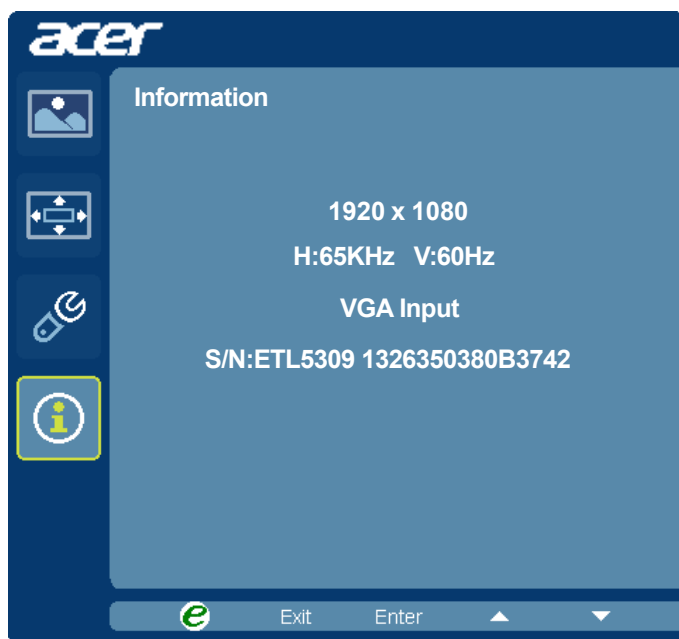 acer
Information
1920 x 1080
H:65KHz V:60Hz
VGA Input
S/N:ETL5309 1326350380B3742
e Exit Enter